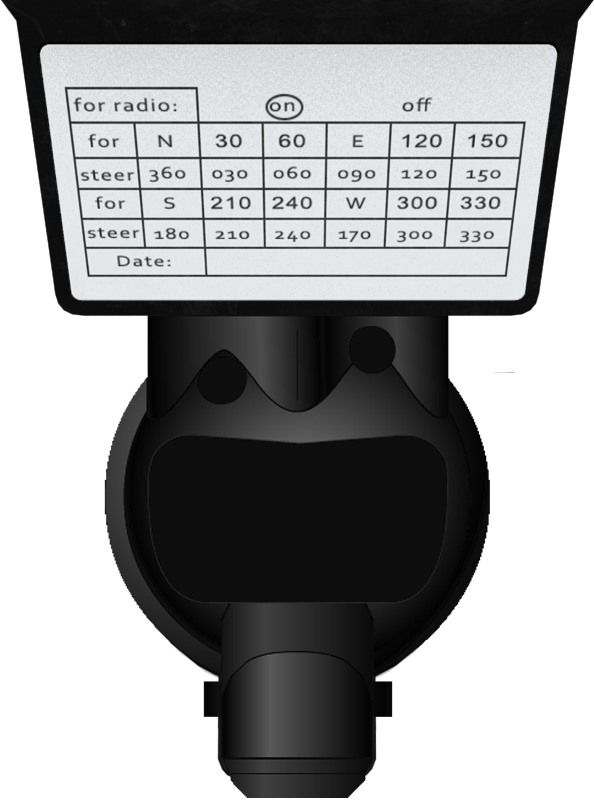 for radio: on off
for N 30 60 E 120 150
steer 360 030 060 090 120 150
for S 210 240 W 300 330
steer 180 210 240 170 300 330
Date: